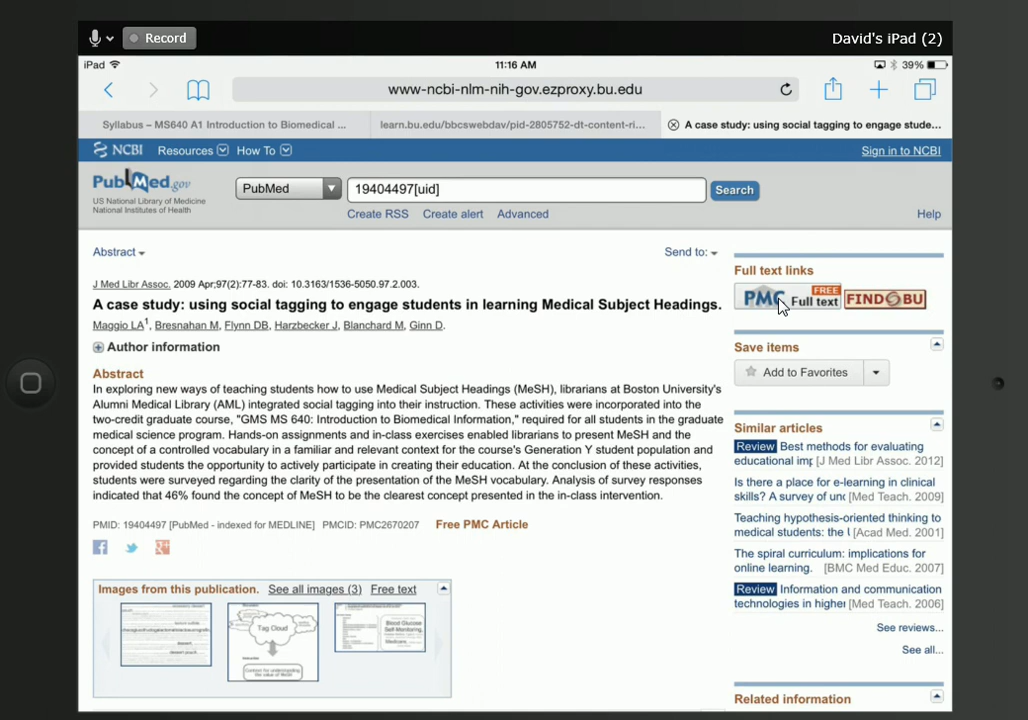 Record
David's iPad (2)
iPad
11:16 AM
39%
www-ncbi-nlm-nih-gov.ezproxy.bu.edu
Syllabus – MS640 A1 Introduction to Biomedical ...
learn.bu.edu/bbcswebdav/pid-2805752-dt-content-ri...
A case study: using social tagging to engage stude...
NCBI
Resources
How To
Sign in to NCBI
PubMed.gov
US National Library of Medicine
National Institutes of Health
PubMed
19404497[uid]
Search
Create RSS
Create alert
Advanced
Help
Abstract
Send to:
J Med Libr Assoc. 2009 Apr;97(2):77-83. doi: 10.3163/1536-5050.97.2.003.
A case study: using social tagging to engage students in learning Medical Subject Headings.
Maggio LA1, Bresnahan M, Flynn DB, Harzbecker J, Blanchard M, Ginn D.
Author information
Abstract
In exploring new ways of teaching students how to use Medical Subject Headings (MeSH), librarians at Boston University's
Alumni Medical Library (AML) integrated social tagging into their instruction. These activities were incorporated into the
two-credit graduate course, "GMS MS 640: Introduction to Biomedical Information," required for all students in the graduate
medical science program. Hands-on assignments and in-class exercises enabled librarians to present MeSH and the
concept of a controlled vocabulary in a familiar and relevant context for the course's Generation Y student population and
provided students the opportunity to actively participate in creating their education. At the conclusion of these activities,
students were surveyed regarding the clarity of the presentation of the MeSH vocabulary. Analysis of survey responses
indicated that 46% found the concept of MeSH to be the clearest concept presented in the in-class intervention.
PMID: 19404497 [PubMed - indexed for MEDLINE] PMCID: PMC2670207 Free PMC Article
Images from this publication. See all images (3) Free text
Tag Cloud
Context for understanding
the value of MeSH
Blood Glucose
Self-Monitoring
Full text links
PMC FREE Full text
FIND@BU
Save items
Add to Favorites
Similar articles
Review Best methods for evaluating
educational imp [J Med Libr Assoc. 2012]
Is there a place for e-learning in clinical
skills? A survey of und [Med Teach. 2009]
Teaching hypothesis-oriented thinking to
medical students: the [Acad Med. 2001]
The spiral curriculum: implications for
online learning. [BMC Med Educ. 2007]
Review Information and communication
technologies in higher [Med Teach. 2006]
See reviews...
See all...
Related information